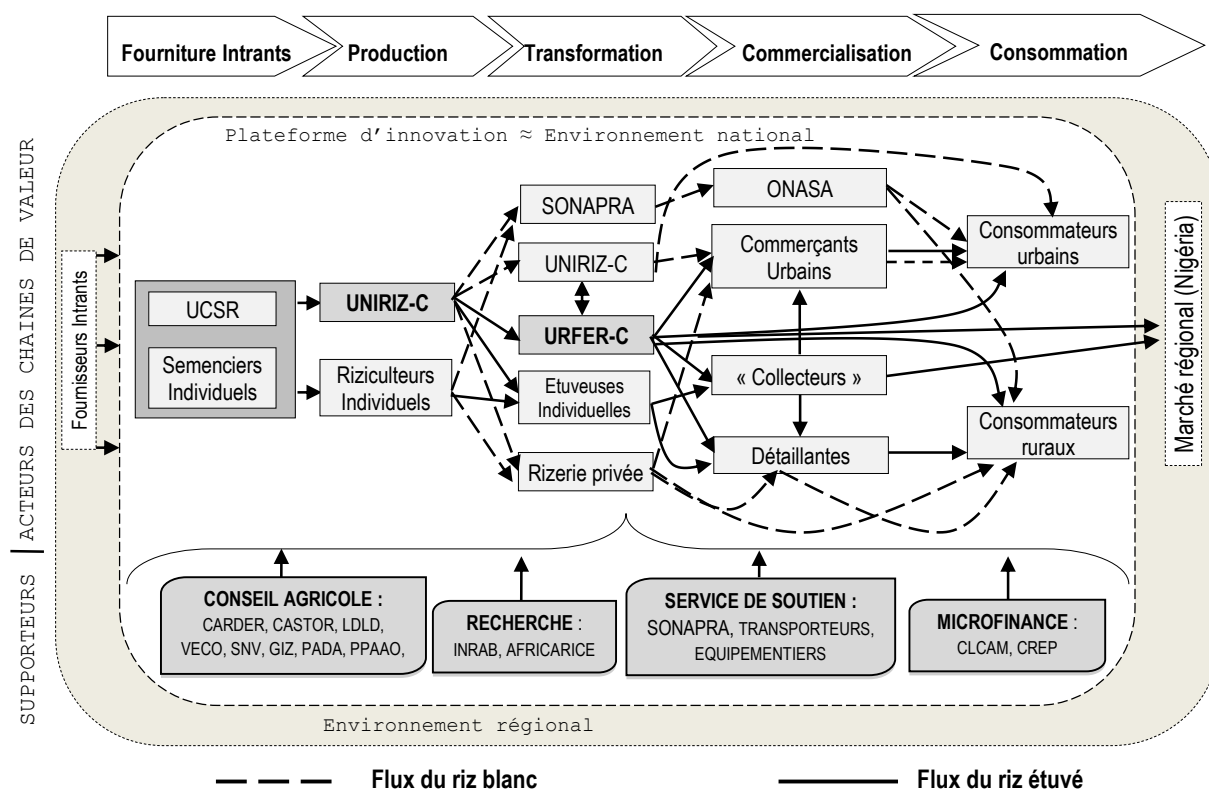 Fourniture Intrants
Production
Transformation
Commercialisation
Consommation
ACTEURS DES CHAINES DE VALEUR
SUPPORTEURS
Plateforme d'innovation ≈ Environnement national
Fournisseurs Intrants
UCSR
Semenciers
Individuels
UNIRIZ-C
Riziculteurs
Individuels
SONAPRA
UNIRIZ-C
URFER-C
Etuveuses
Individuelles
Rizerie privée
ONASA
Commerçants
Urbains
« Collecteurs »
Détaillantes
Consommateurs
urbains
Consommateurs
ruraux
Marché régional (Nigéria)
CONSEIL AGRICOLE :
CARDER, CASTOR, LDLD,
VECO, SNV, GIZ, PADA, PPAAO,
RECHERCHE :
INRAB, AFRICARICE
SERVICE DE SOUTIEN :
SONAPRA, TRANSPORTEURS,
EQUIPEMENTIERS
MICROFINANCE :
CLCAM, CREP
Environnement régional
Flux du riz blanc
Flux du riz étuvé